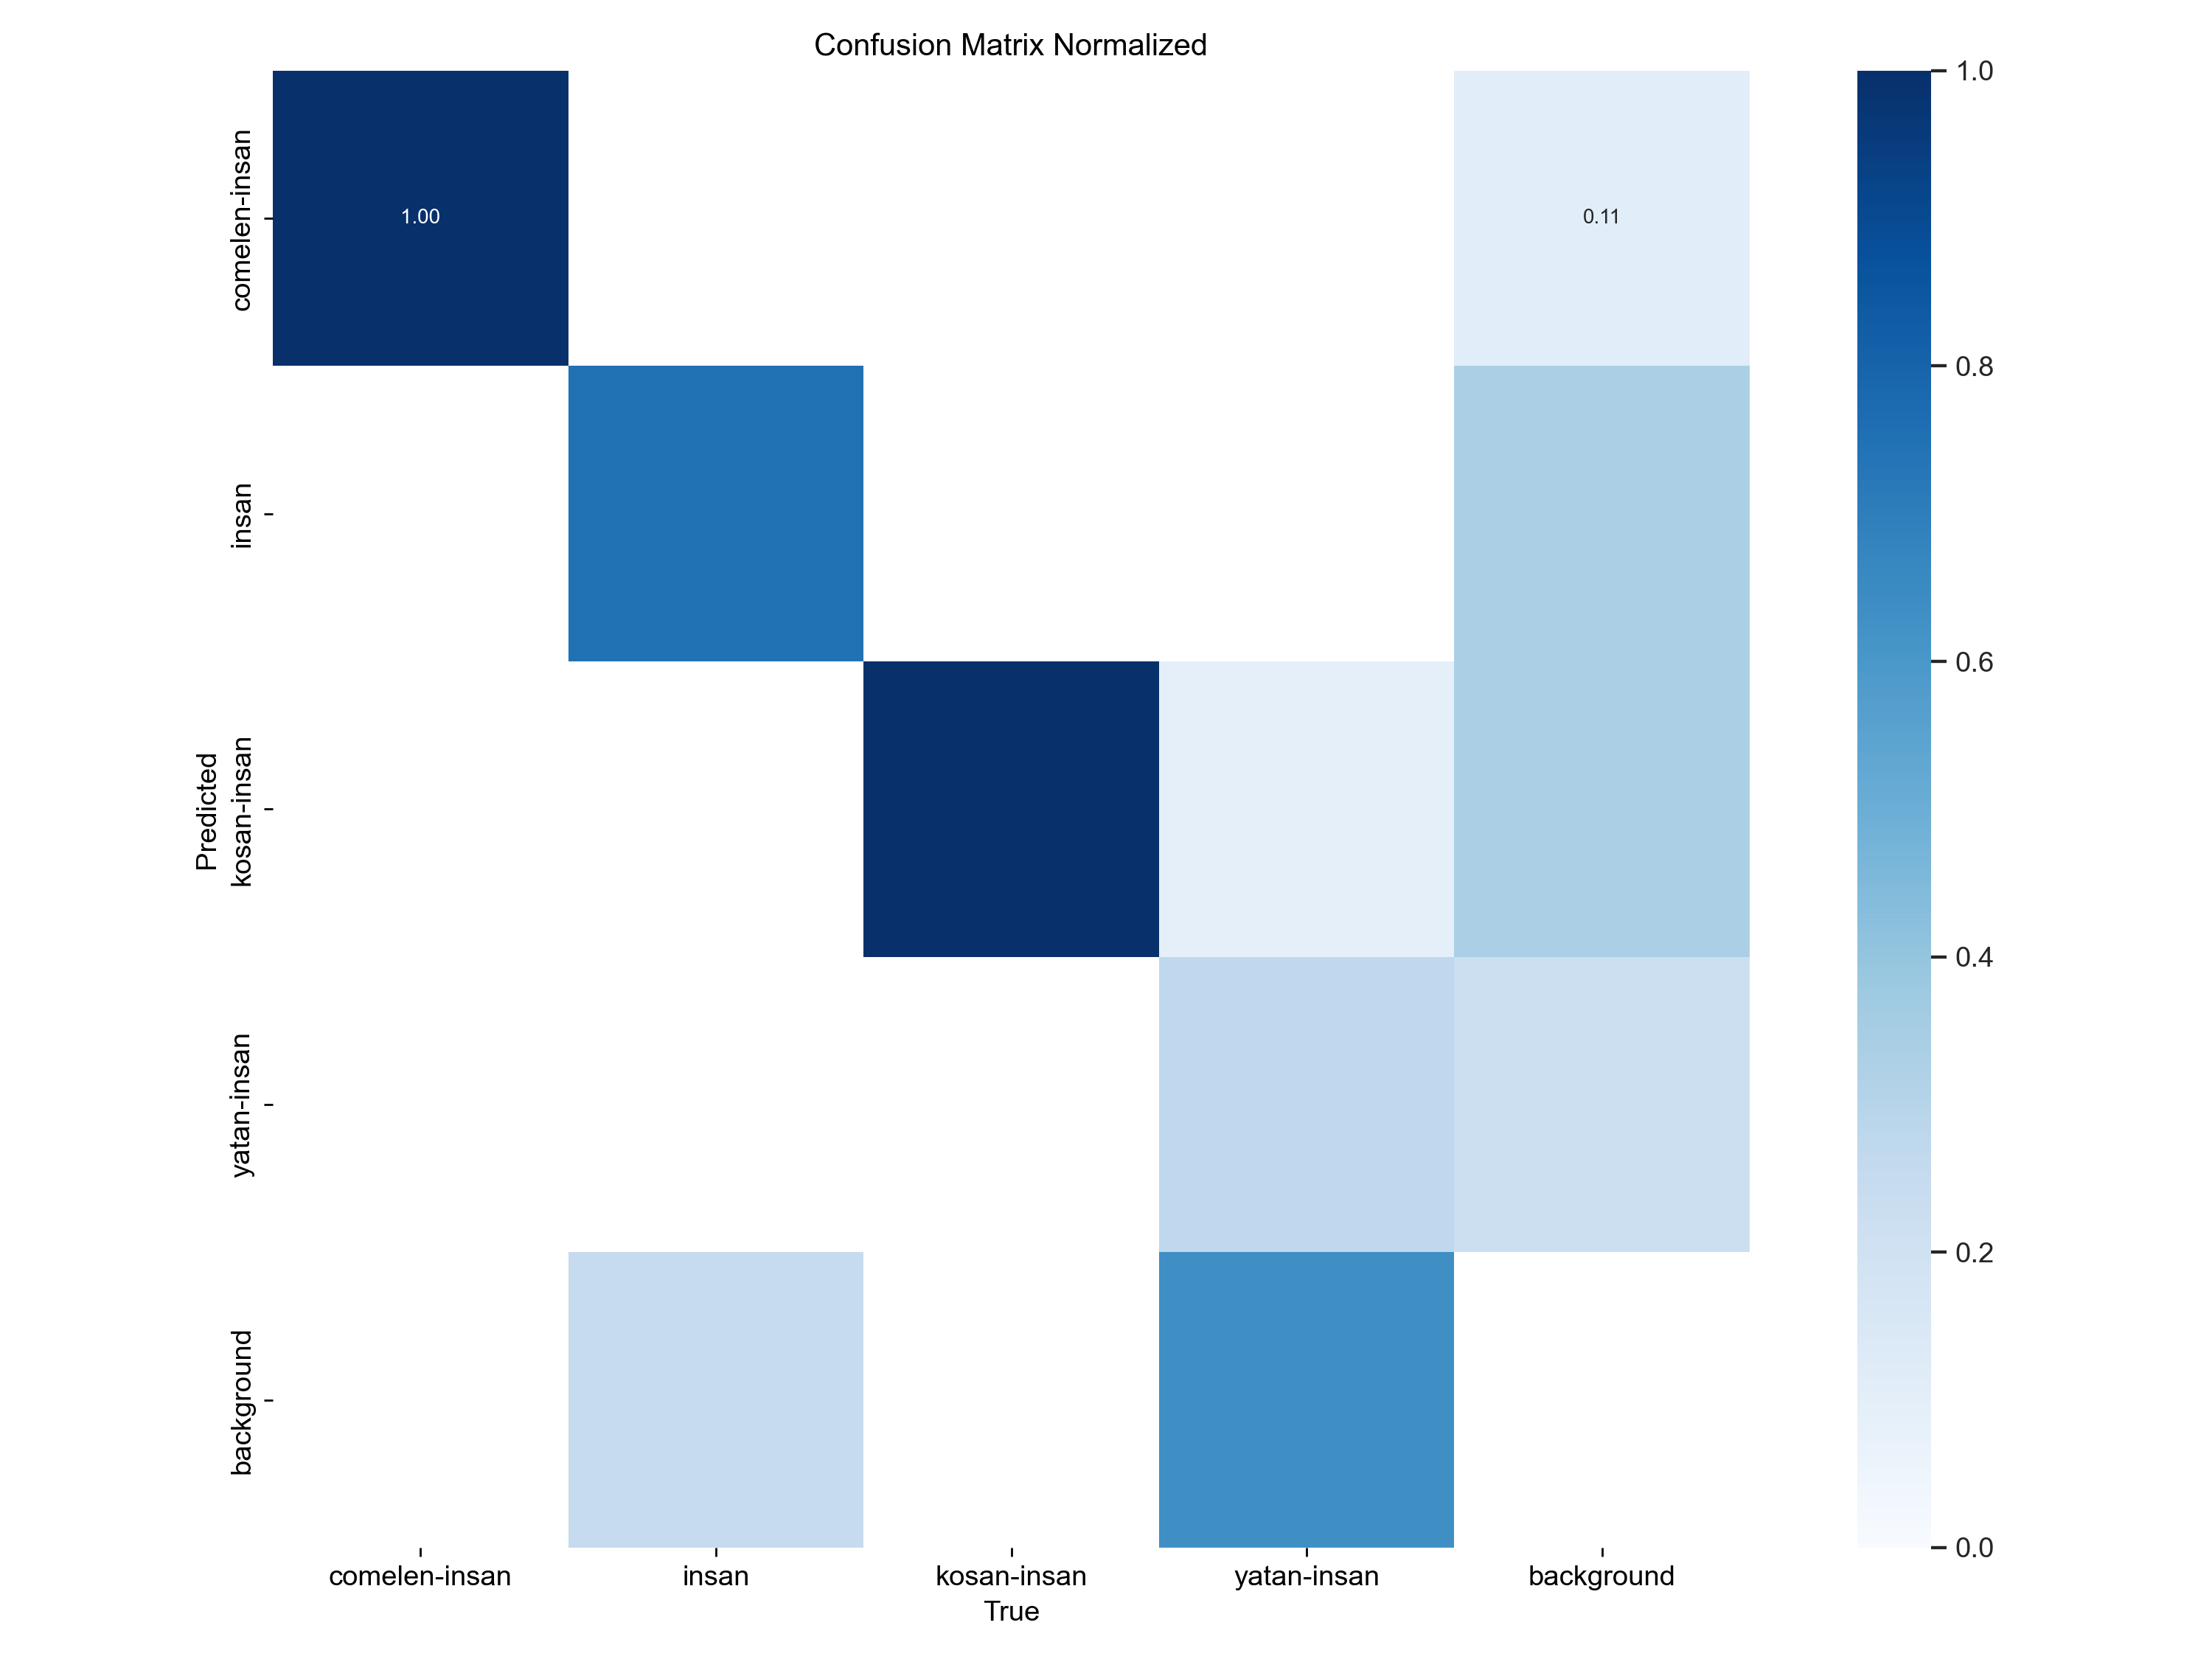 Confusion Matrix Normalized
1.0
comelen-insan
1.00
0.11
0.8
insan
0.6
Predicted
kosan-insan
0.4
yatan-insan
0.2
background
0.0
comelen-insan
insan
kosan-insan
yatan-insan
background
True